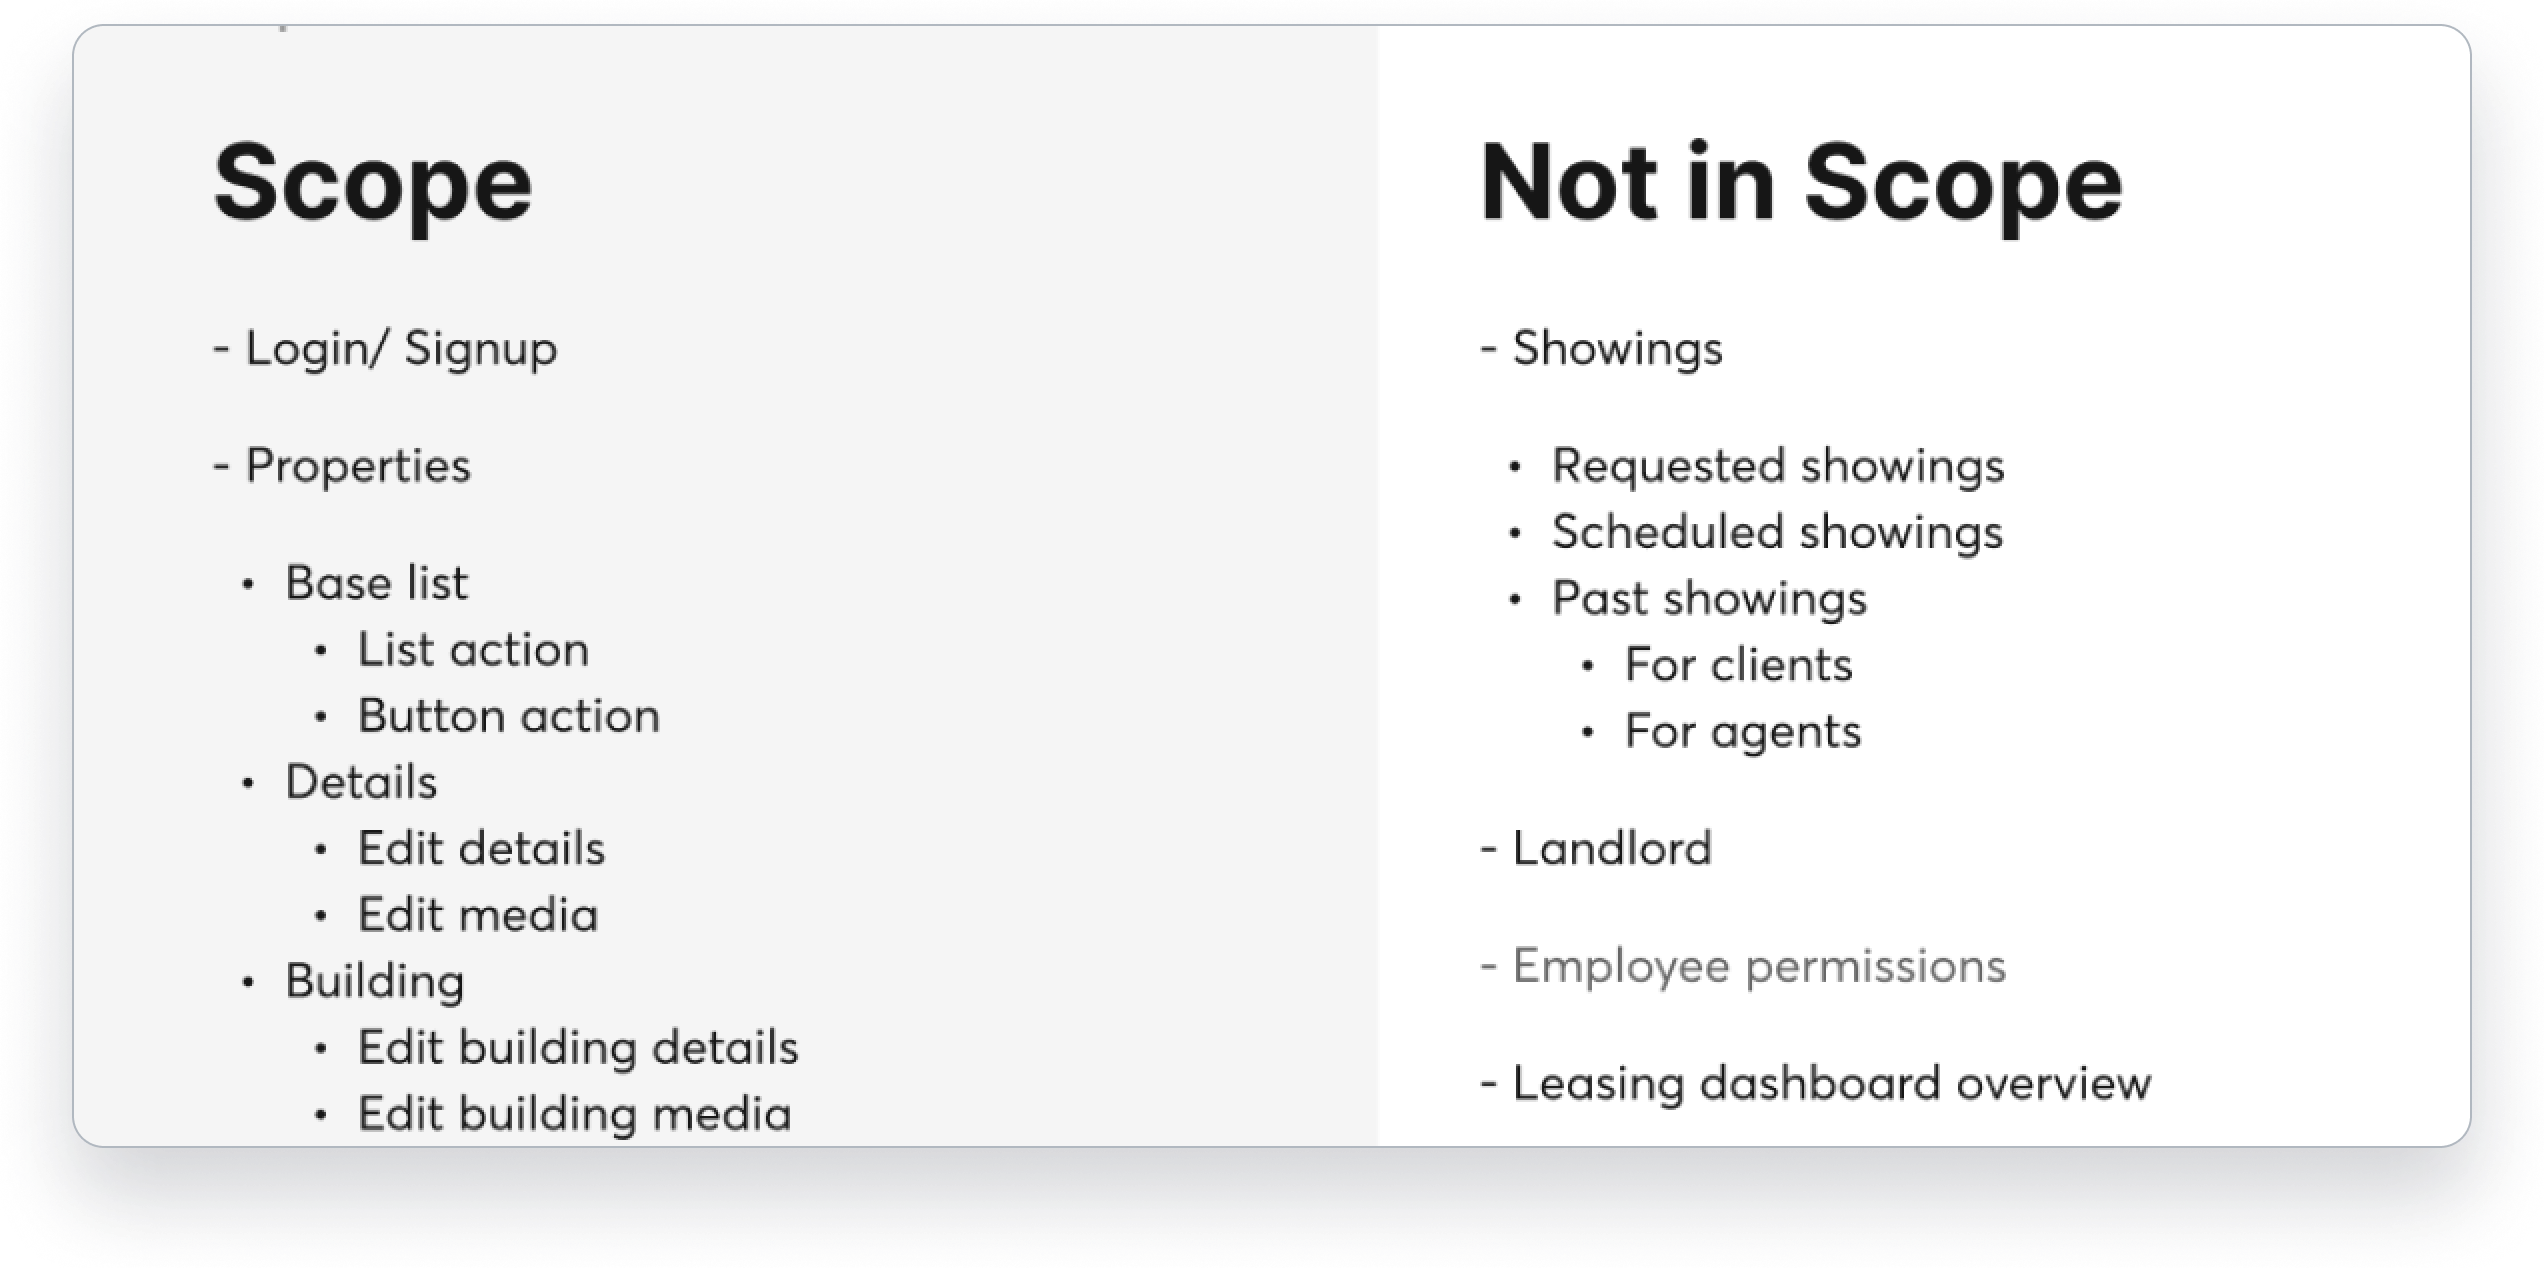 Scope
- Login/ Signup
- Properties
• Base list
• List action
• Button action
• Details
• Edit details
• Edit media
• Building
• Edit building details
• Edit building media
Not in Scope
- Showings
• Requested showings
• Scheduled showings
• Past showings
• For clients
• For agents
- Landlord
- Employee permissions
- Leasing dashboard overview